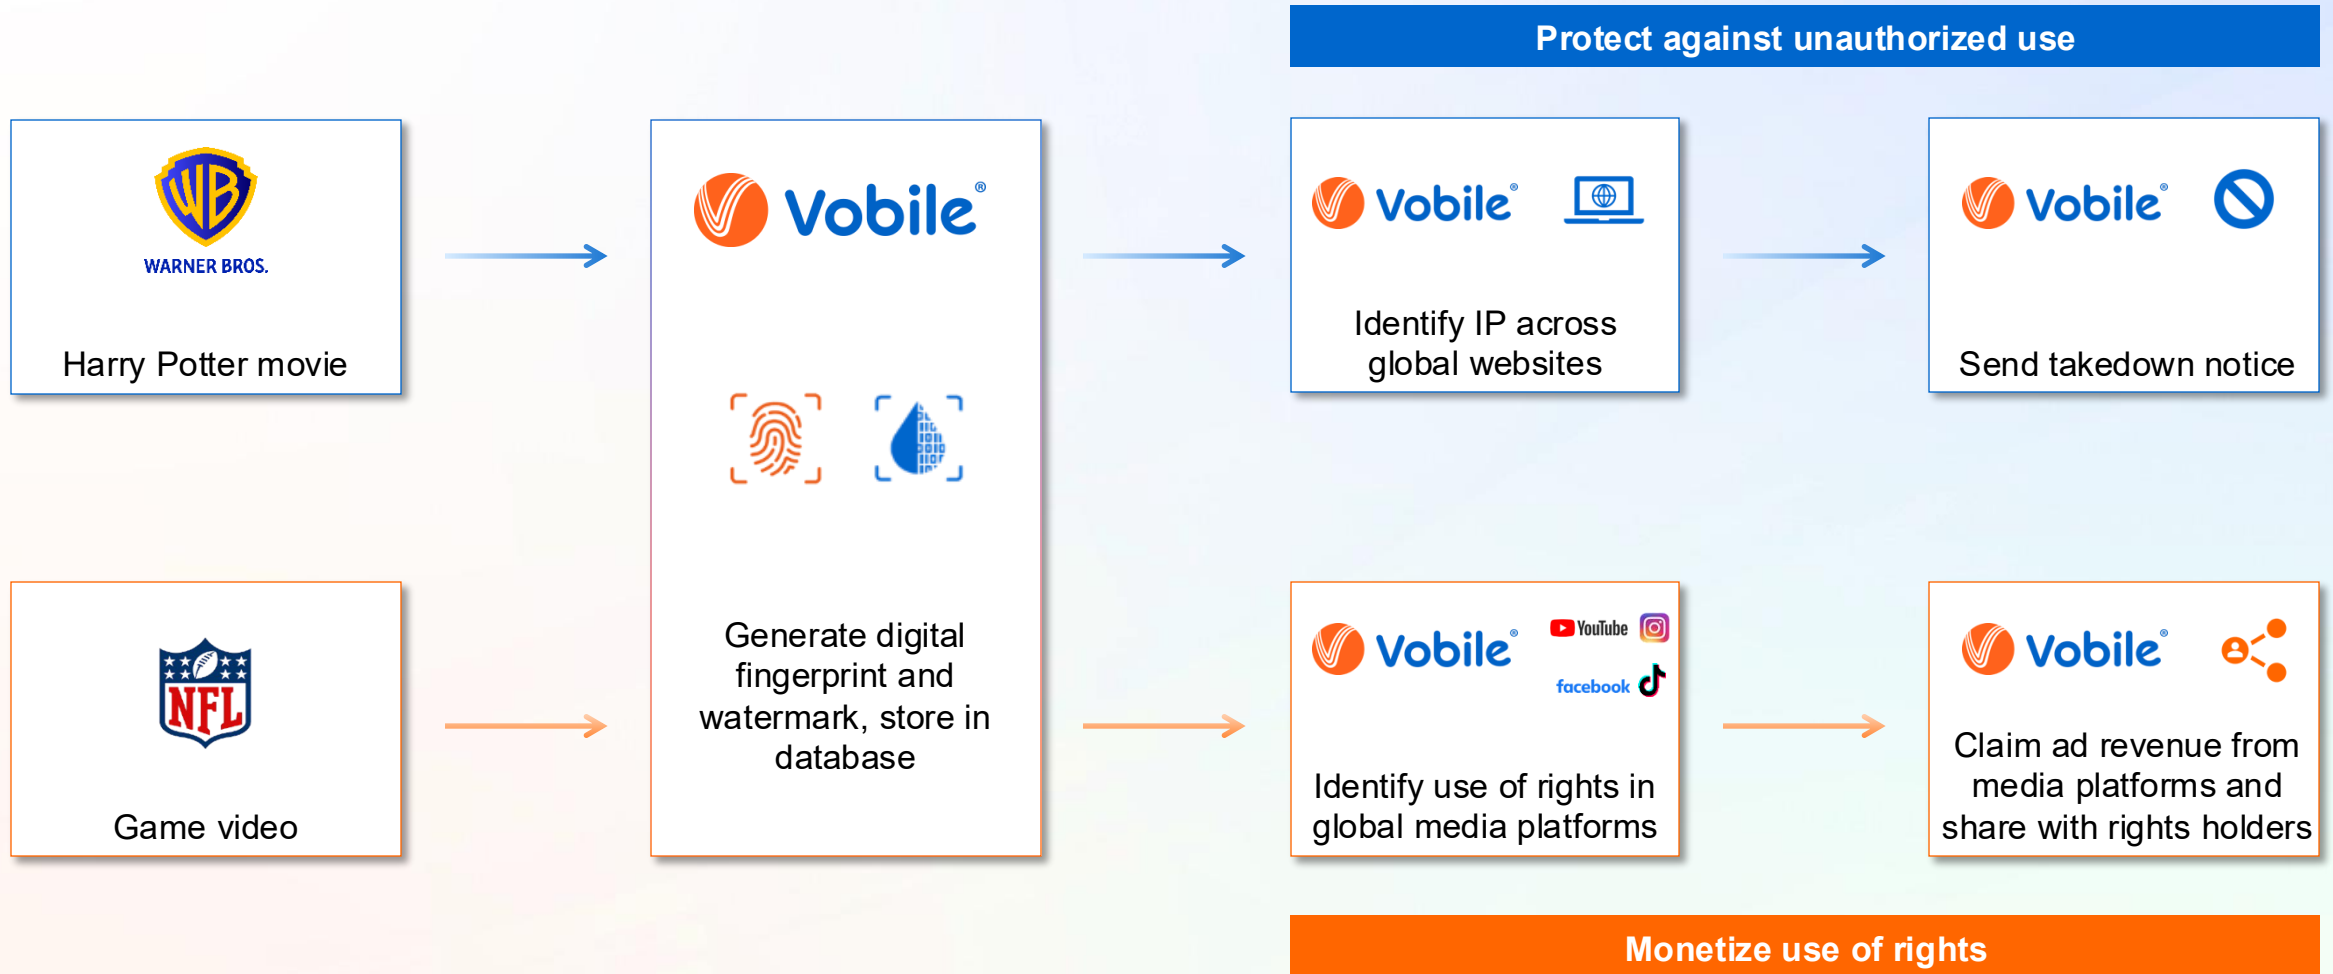 Protect against unauthorized use
WB
WARNER BROS.
Harry Potter movie
Vobile®
Generate digital
fingerprint and
watermark, store in
database
Vobile®
Identify IP across
global websites
Vobile®
Send takedown notice
NFL
Game video
Vobile®
YouTube
facebook
Identify use of rights in
global media platforms
Vobile®
Claim ad revenue from
media platforms and
share with rights holders
Monetize use of rights